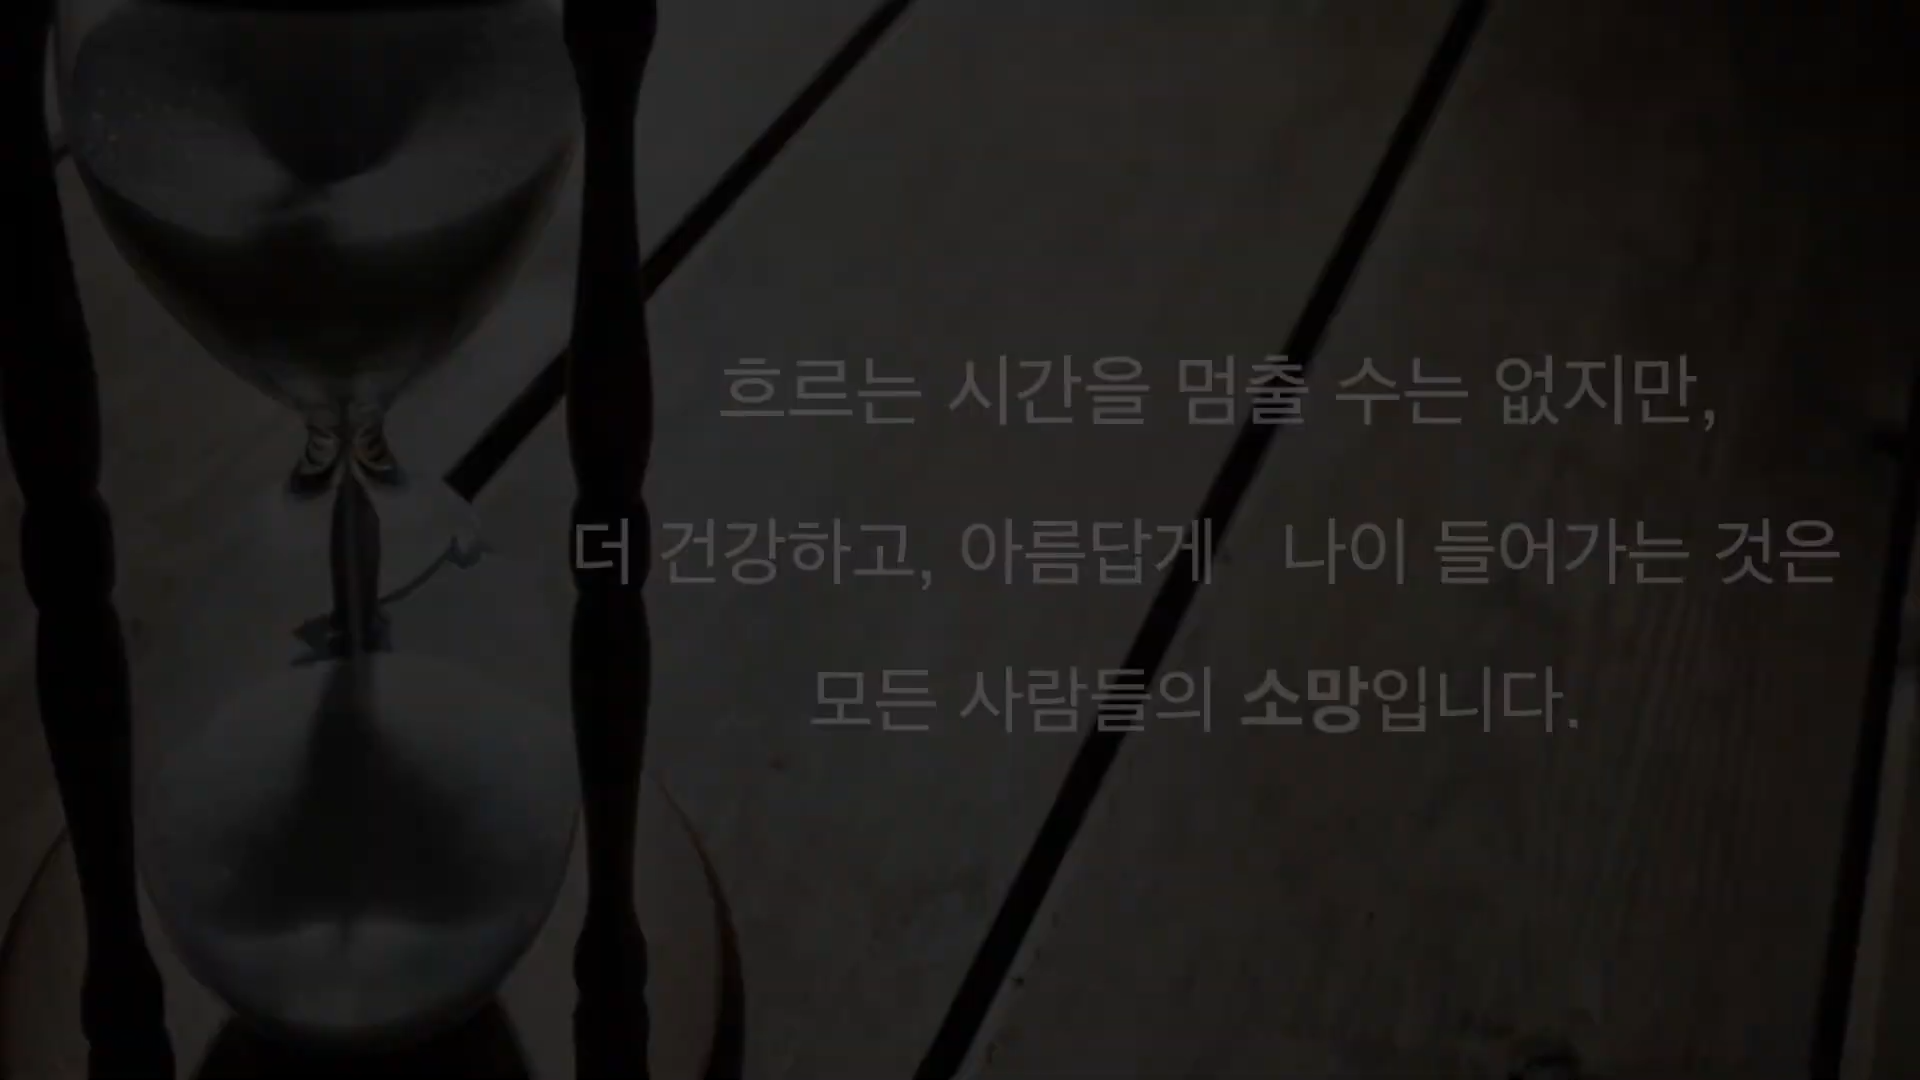 흐르는 시간을 멈출 수는 없지만,
더 건강하고, 아름답게 나이 들어가는 것은
모든 사람들의 소망입니다.